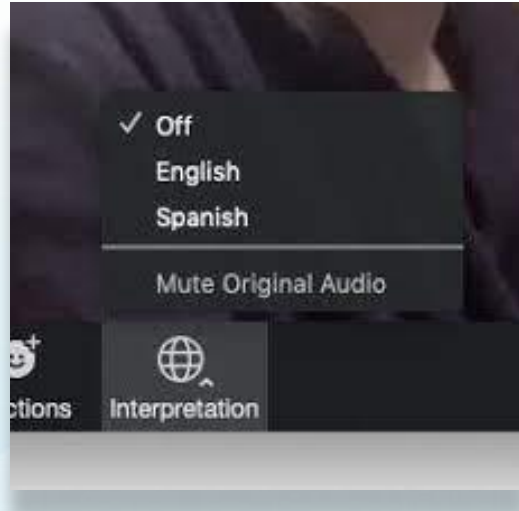 Off
English
Spanish
Mute Original Audio
ctions Interpretation